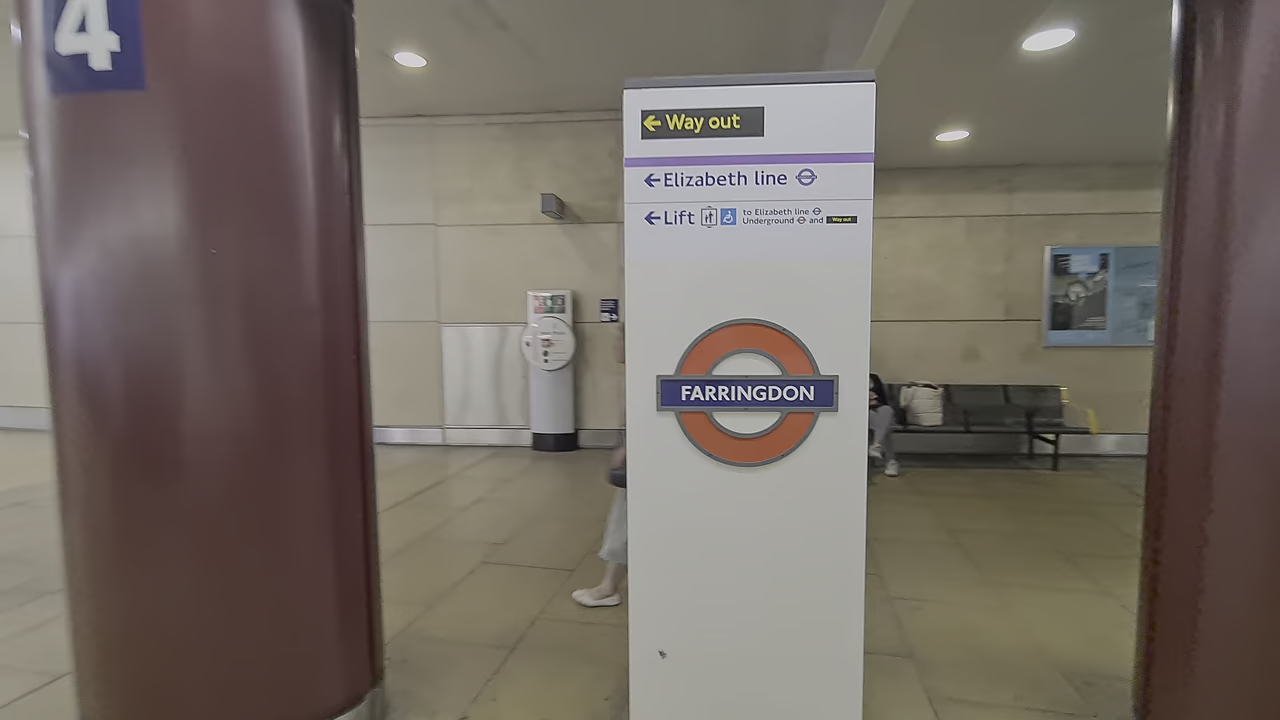 4
Way out
Elizabeth line
Lift
to Elizabeth line
Underground and Way out
FARRINGDON